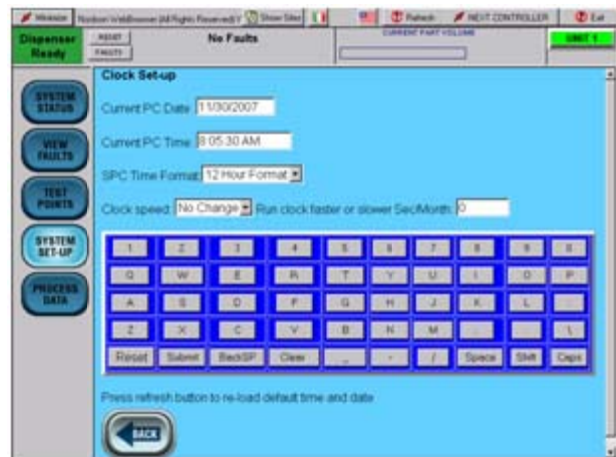 Minimize Nordson WebBrowser (All Rights Reserved) Show Sites Refresh NEXT CONTROLLER Exit
Dispenser Ready RESET FAULTS No Faults CURRENT PART VOLUME UNIT 1
Clock Set-up
SYSTEM STATUS
VIEW FAULTS
TEST POINTS
SYSTEM SET-UP
PROCESS DATA
Current PC Date: 11/30/2007
Current PC Time: 8:05:30 AM
SPC Time Format: 12 Hour Format
Clock speed: No Change Run clock faster or slower Sec/Month: 0
1 2 3 4 5 6 7 8 9 0
Q W E R T Y U I O P
A S D F G H J K L
Z X C V B N M . \
Reset Submit BackSP Clear _ - / Space Shift Caps
Press refresh button to re-load default time and date
BACK